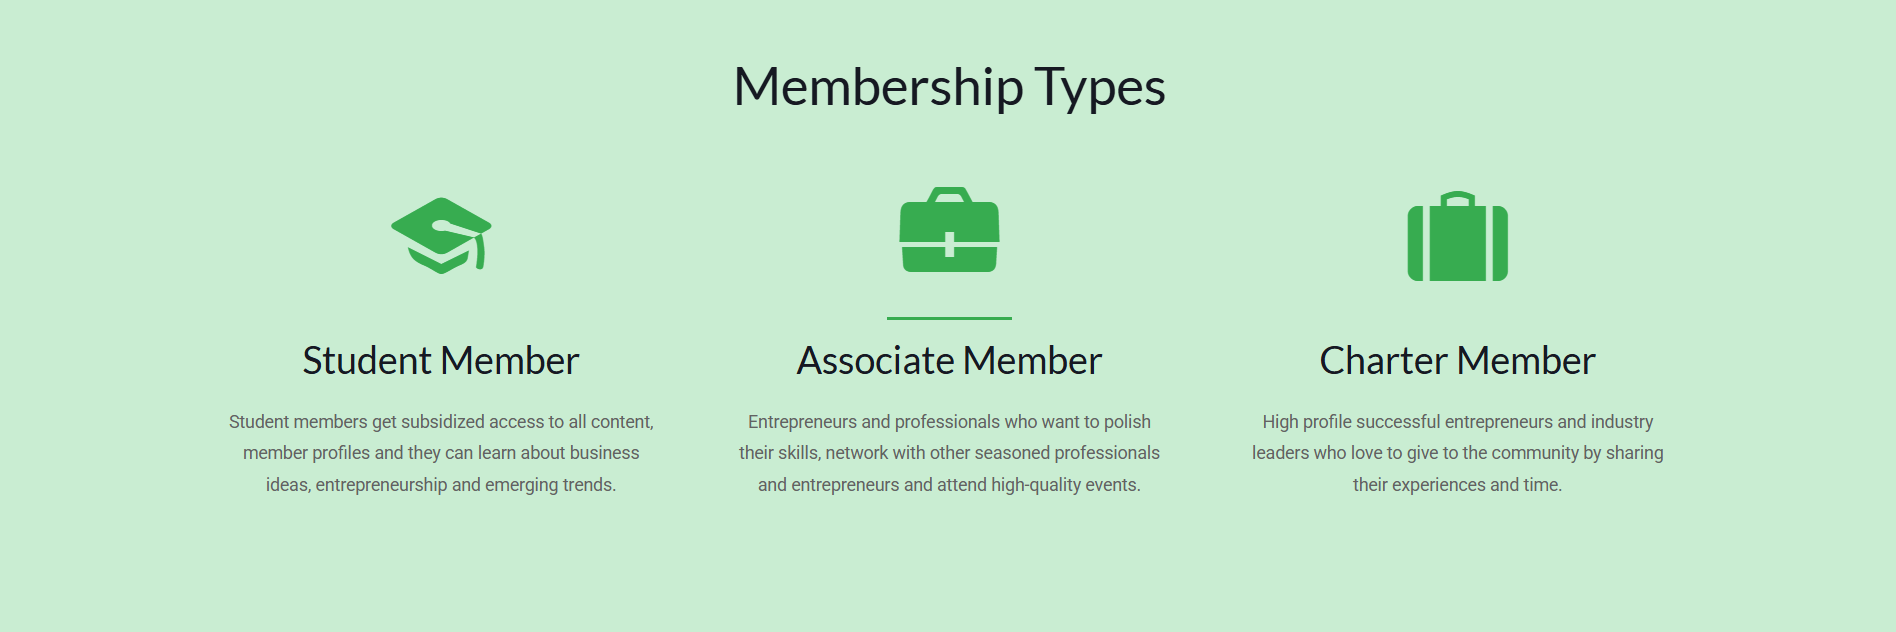 Membership Types
Student Member
Student members get subsidized access to all content,
member profiles and they can learn about business
ideas, entrepreneurship and emerging trends.
Associate Member
Entrepreneurs and professionals who want to polish
their skills, network with other seasoned professionals
and entrepreneurs and attend high-quality events.
Charter Member
High profile successful entrepreneurs and industry
leaders who love to give to the community by sharing
their experiences and time.